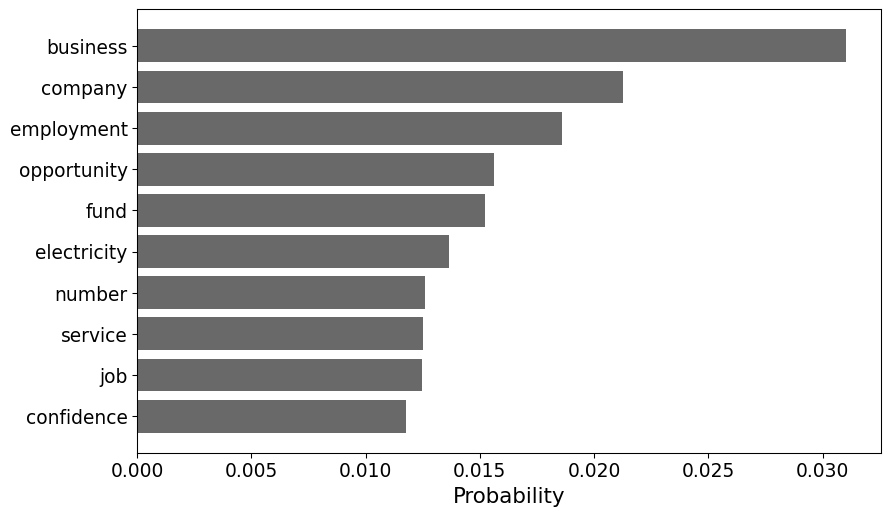 business
company
employment
opportunity
fund
electricity
number
service
job
confidence
0.000 0.005 0.010 0.015 0.020 0.025 0.030
Probability